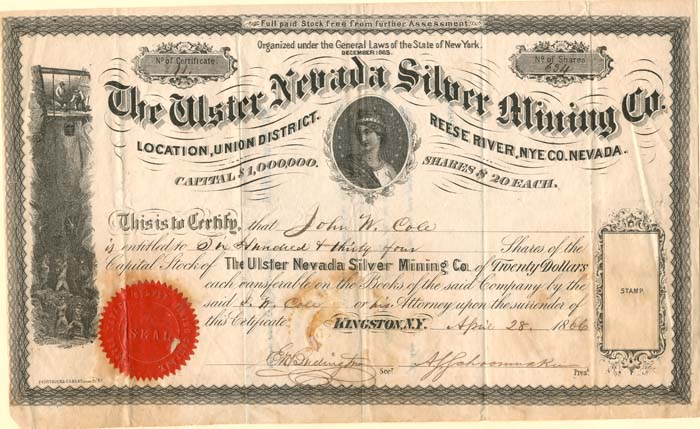 Full paid Stock free from further Assessment.
Organized under the General Laws of the State of New York.
DECEMBER 1865.
No. of Certificate.
11
No. of Shares
634
The Ulster Nevada Silver Mining Co.
LOCATION, UNION DISTRICT.
REESE RIVER, NYE CO. NEVADA.
CAPITAL $1,000,000.
SHARES $20 EACH.
This is to Certify, that John W. Cole
is entitled to Six Hundred & thirty four Shares of the
Capital Stock of The Ulster Nevada Silver Mining Co. of Twenty Dollars
each transferable on the Books of the said Company by the
said J. W. Cole or his Attorney upon the surrender of
this Certificate.
KINGSTON, N.Y. April 28. 1866
STAMP.
SEAL
Secy.
Prest.